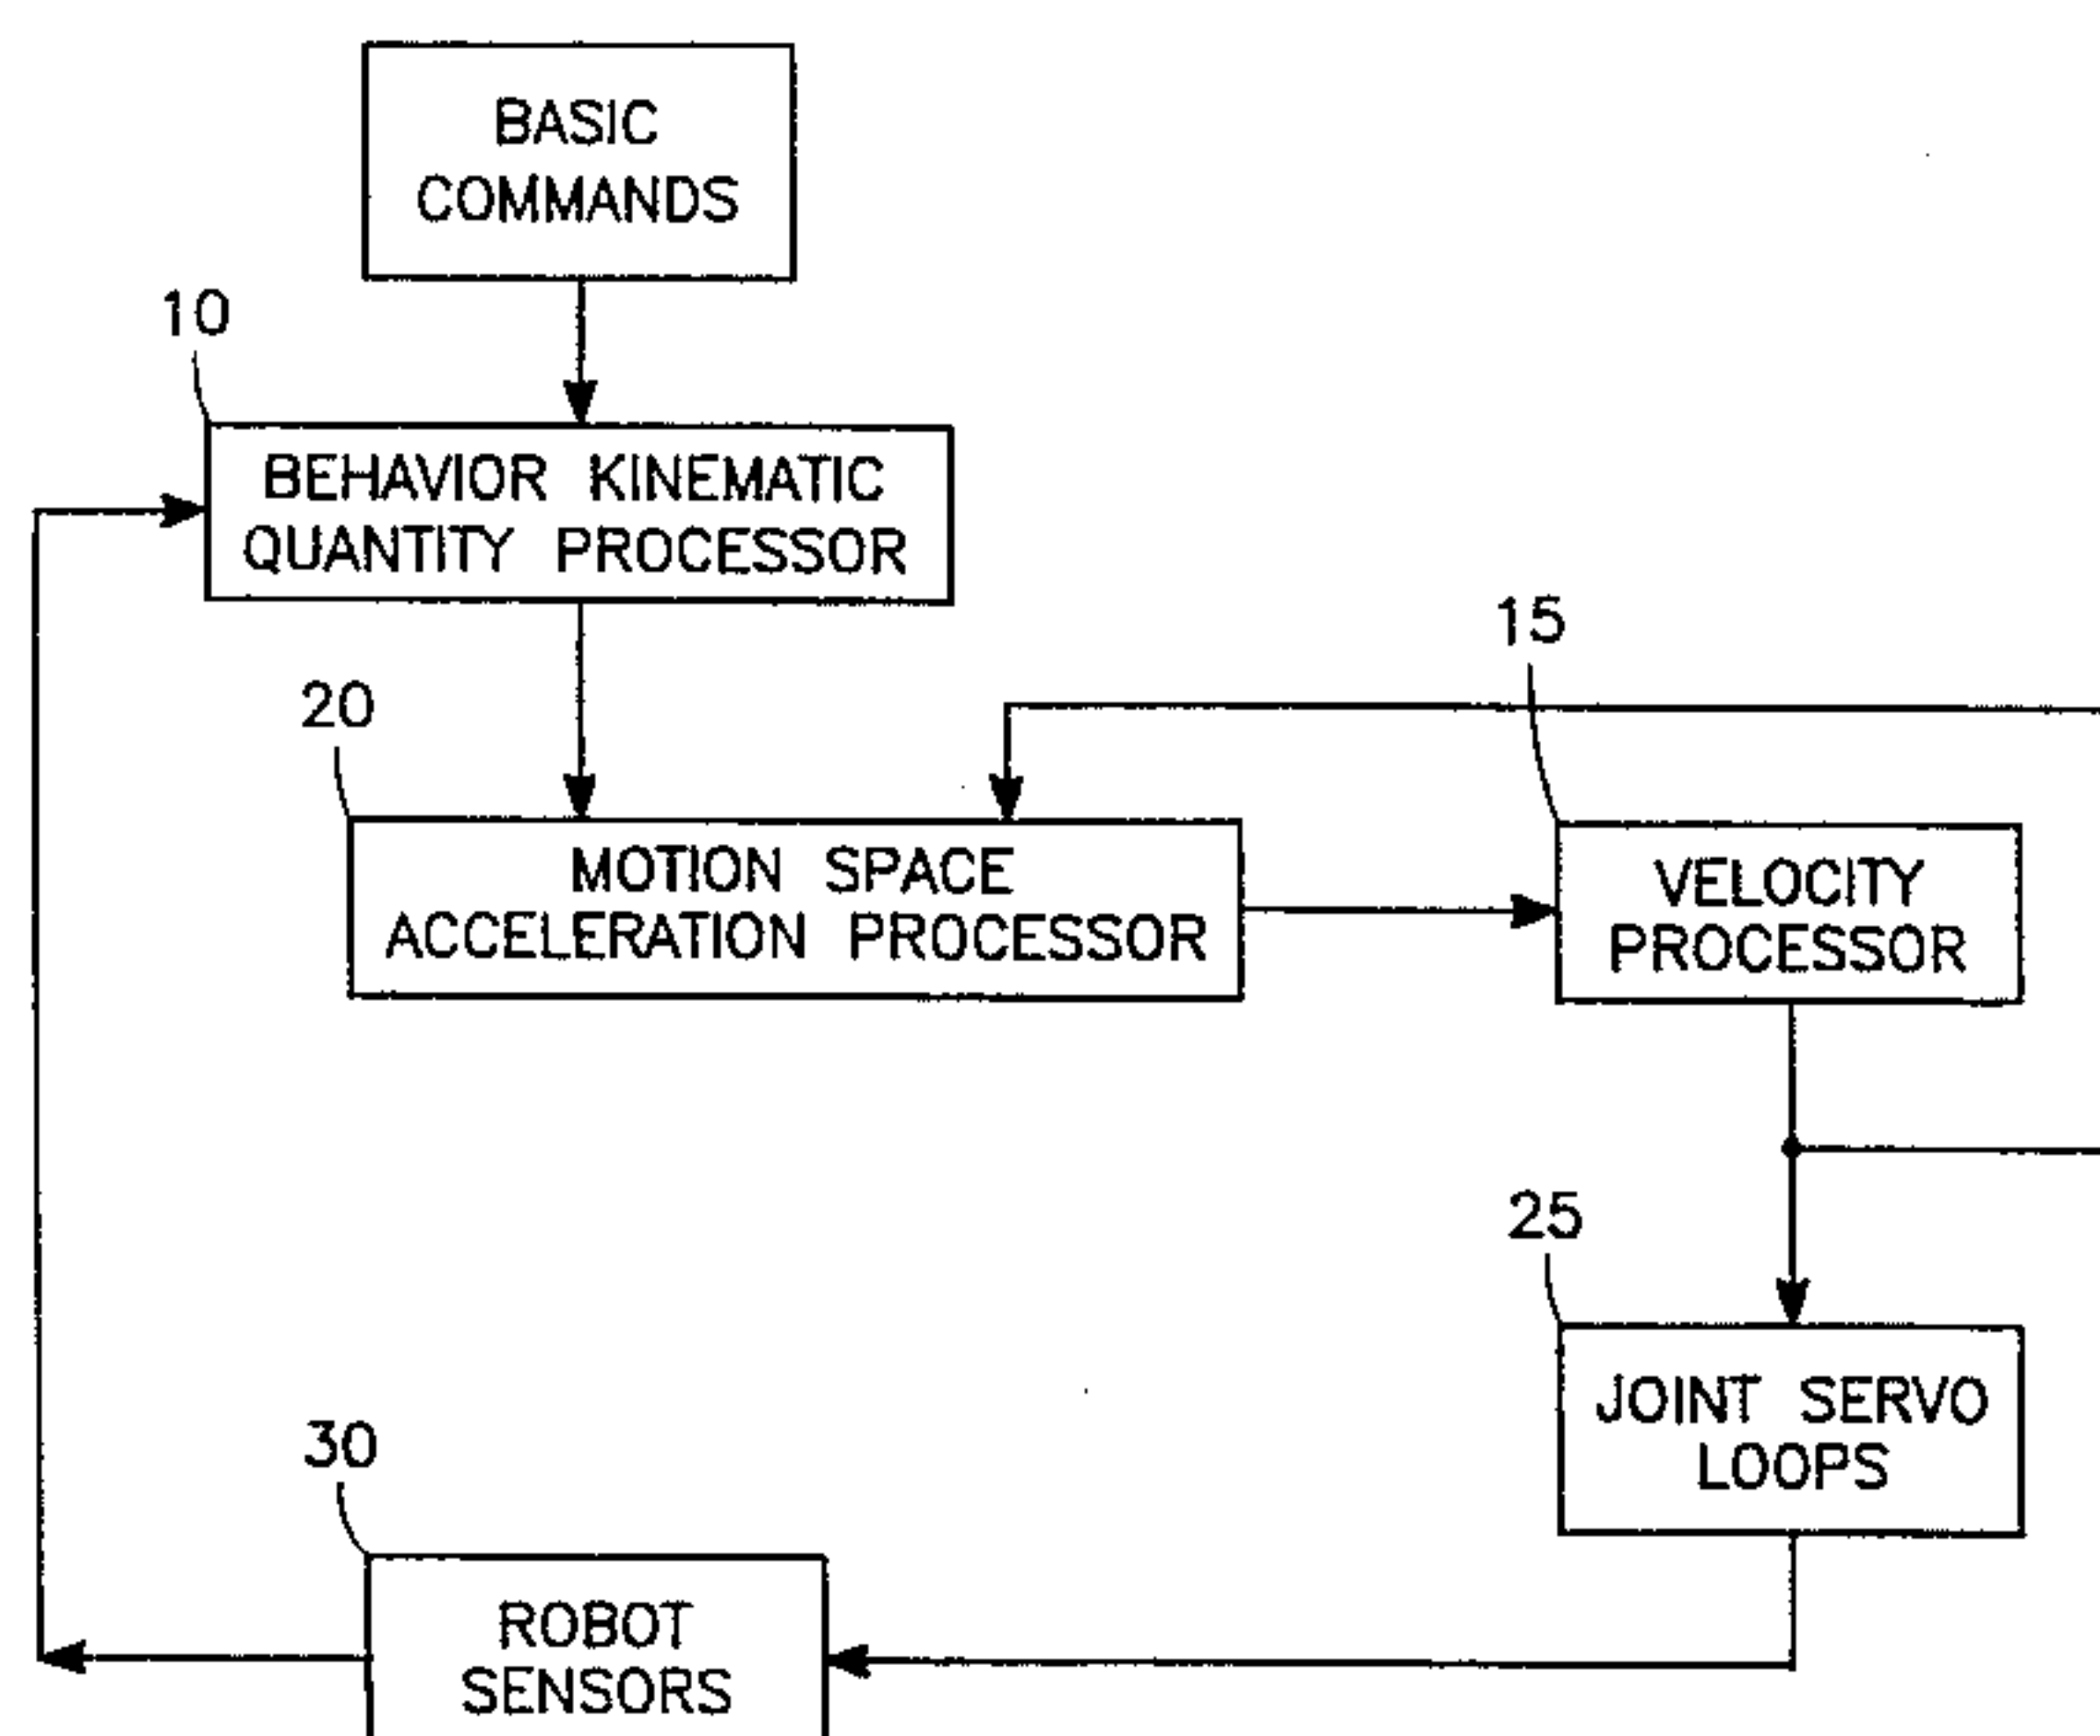 BASIC
COMMANDS
10
BEHAVIOR KINEMATIC
QUANTITY PROCESSOR
15
20
MOTION SPACE
ACCELERATION PROCESSOR
VELOCITY
PROCESSOR
25
JOINT SERVO
LOOPS
30
ROBOT
SENSORS